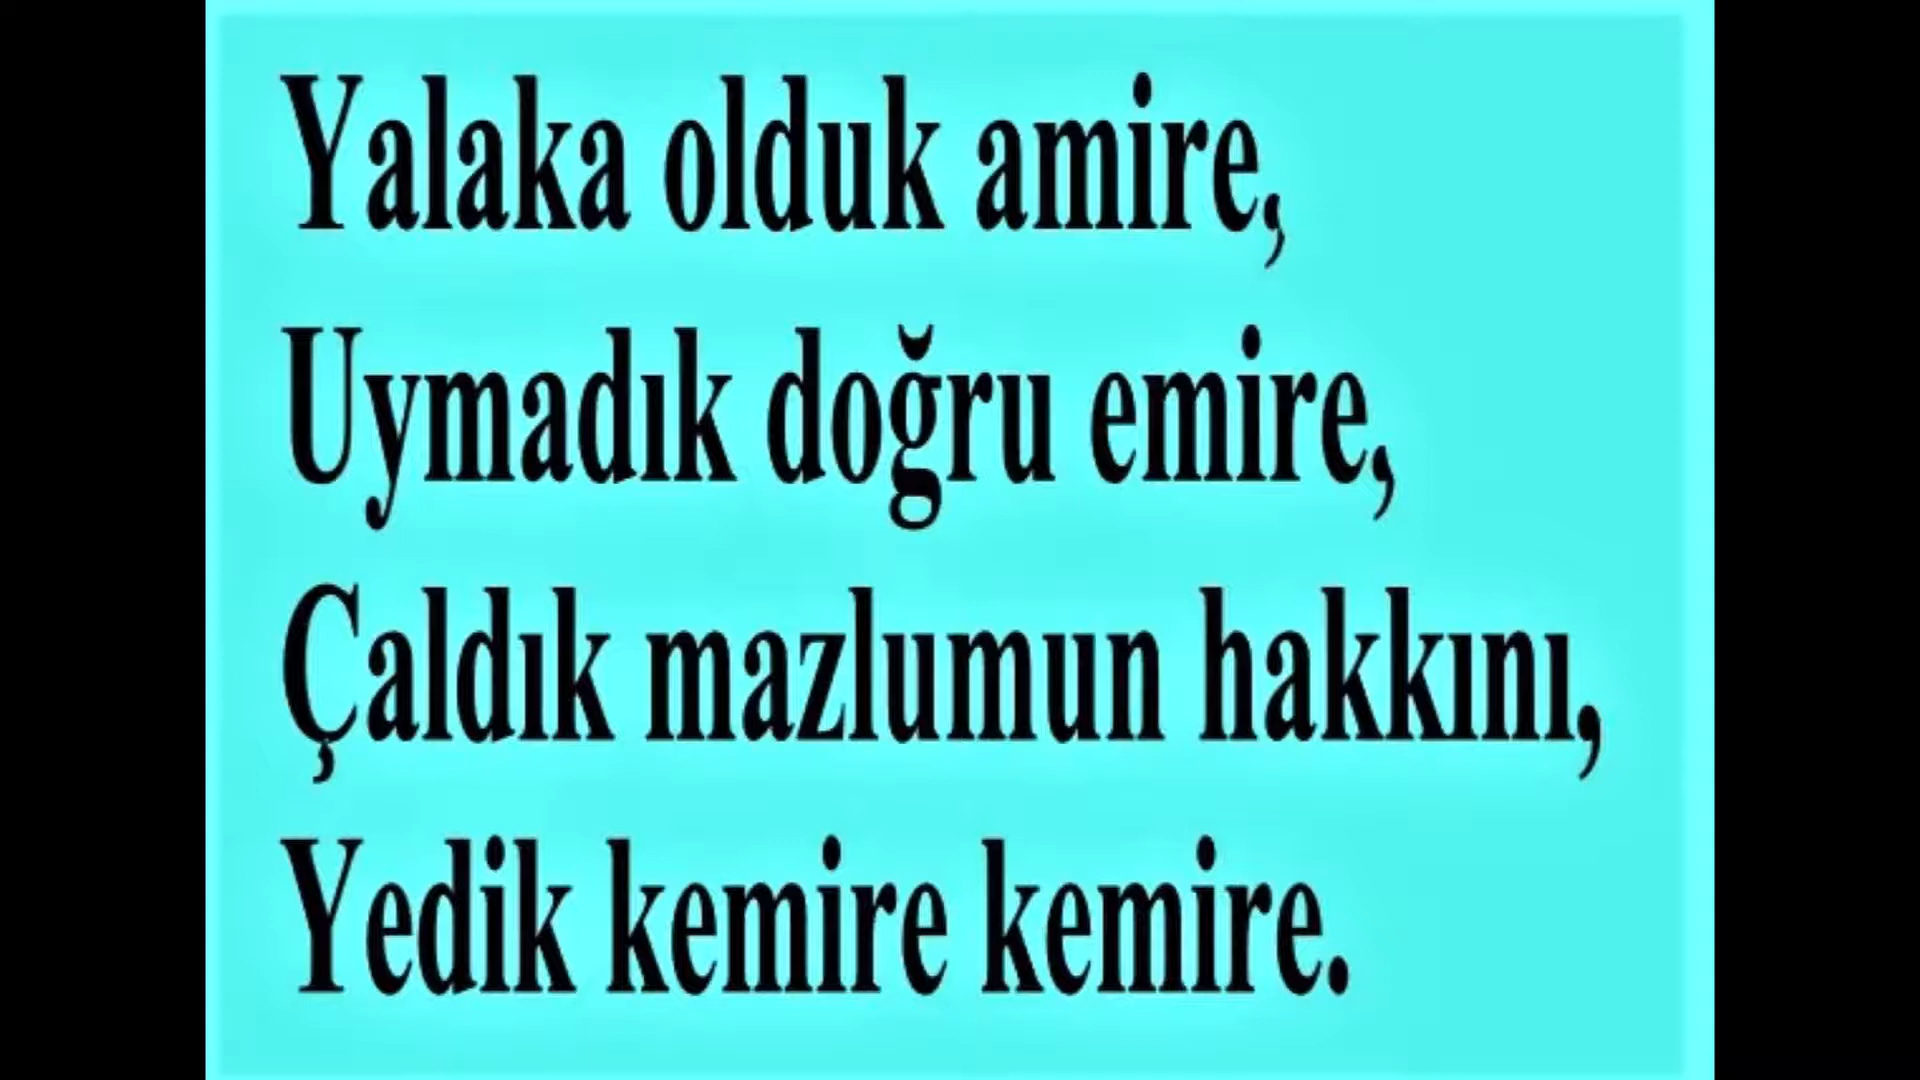 Yalaka olduk amire,
Uymadık doğru emire,
Çaldık mazlumun hakkını,
Yedik kemire kemire.